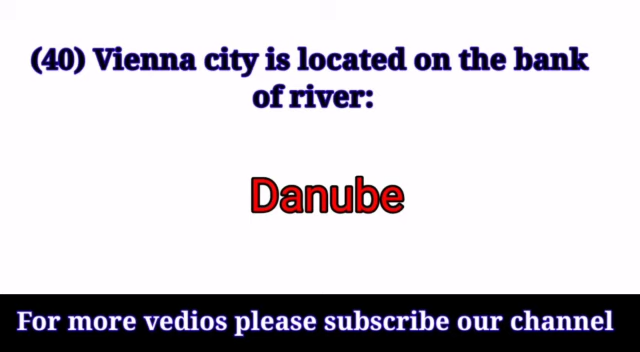 (40) Vienna city is located on the bank
of river:
Danube
For more vedios please subscribe our channel